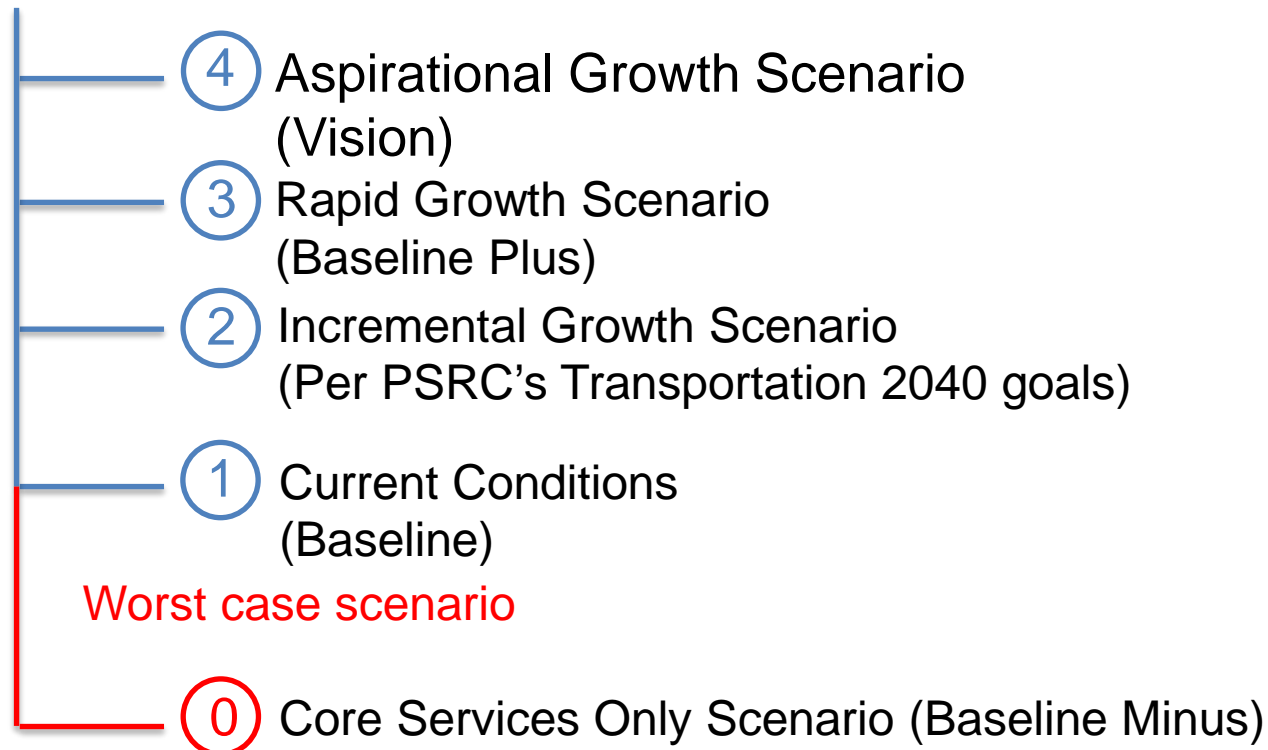 4 Aspirational Growth Scenario
(Vision)
3 Rapid Growth Scenario
(Baseline Plus)
2 Incremental Growth Scenario
(Per PSRC’s Transportation 2040 goals)
1 Current Conditions
(Baseline)
Worst case scenario
0 Core Services Only Scenario (Baseline Minus)